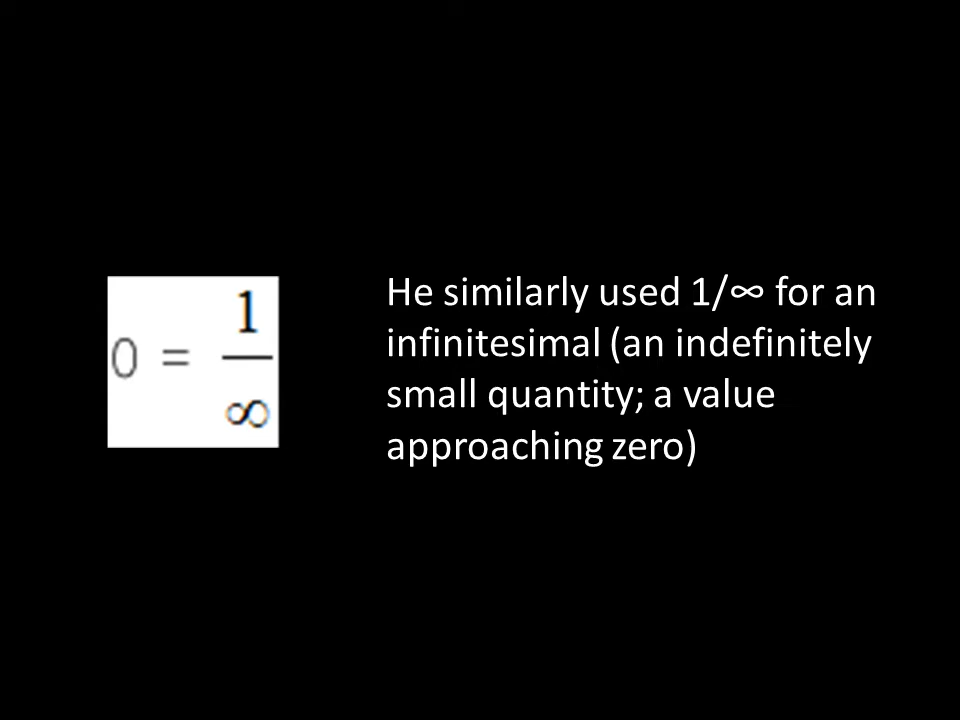 0 = 1/∞
He similarly used 1/∞ for an
infinitesimal (an indefinitely
small quantity; a value
approaching zero)